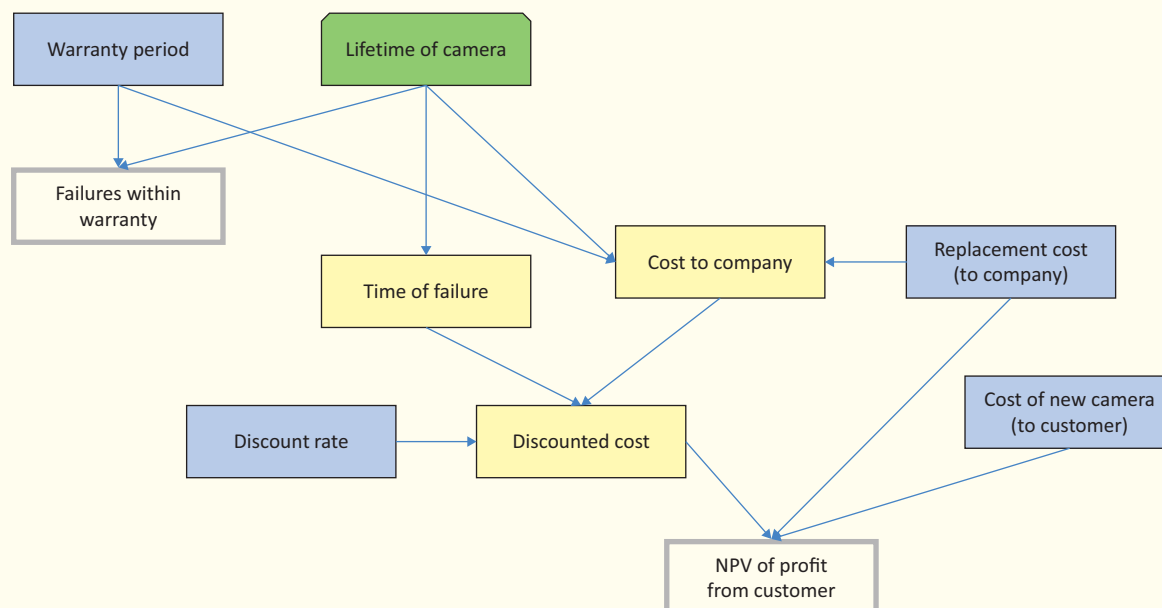 Warranty period
Lifetime of camera
Failures within
warranty
Time of failure
Cost to company
Replacement cost
(to company)
Cost of new camera
(to customer)
Discount rate
Discounted cost
NPV of profit
from customer